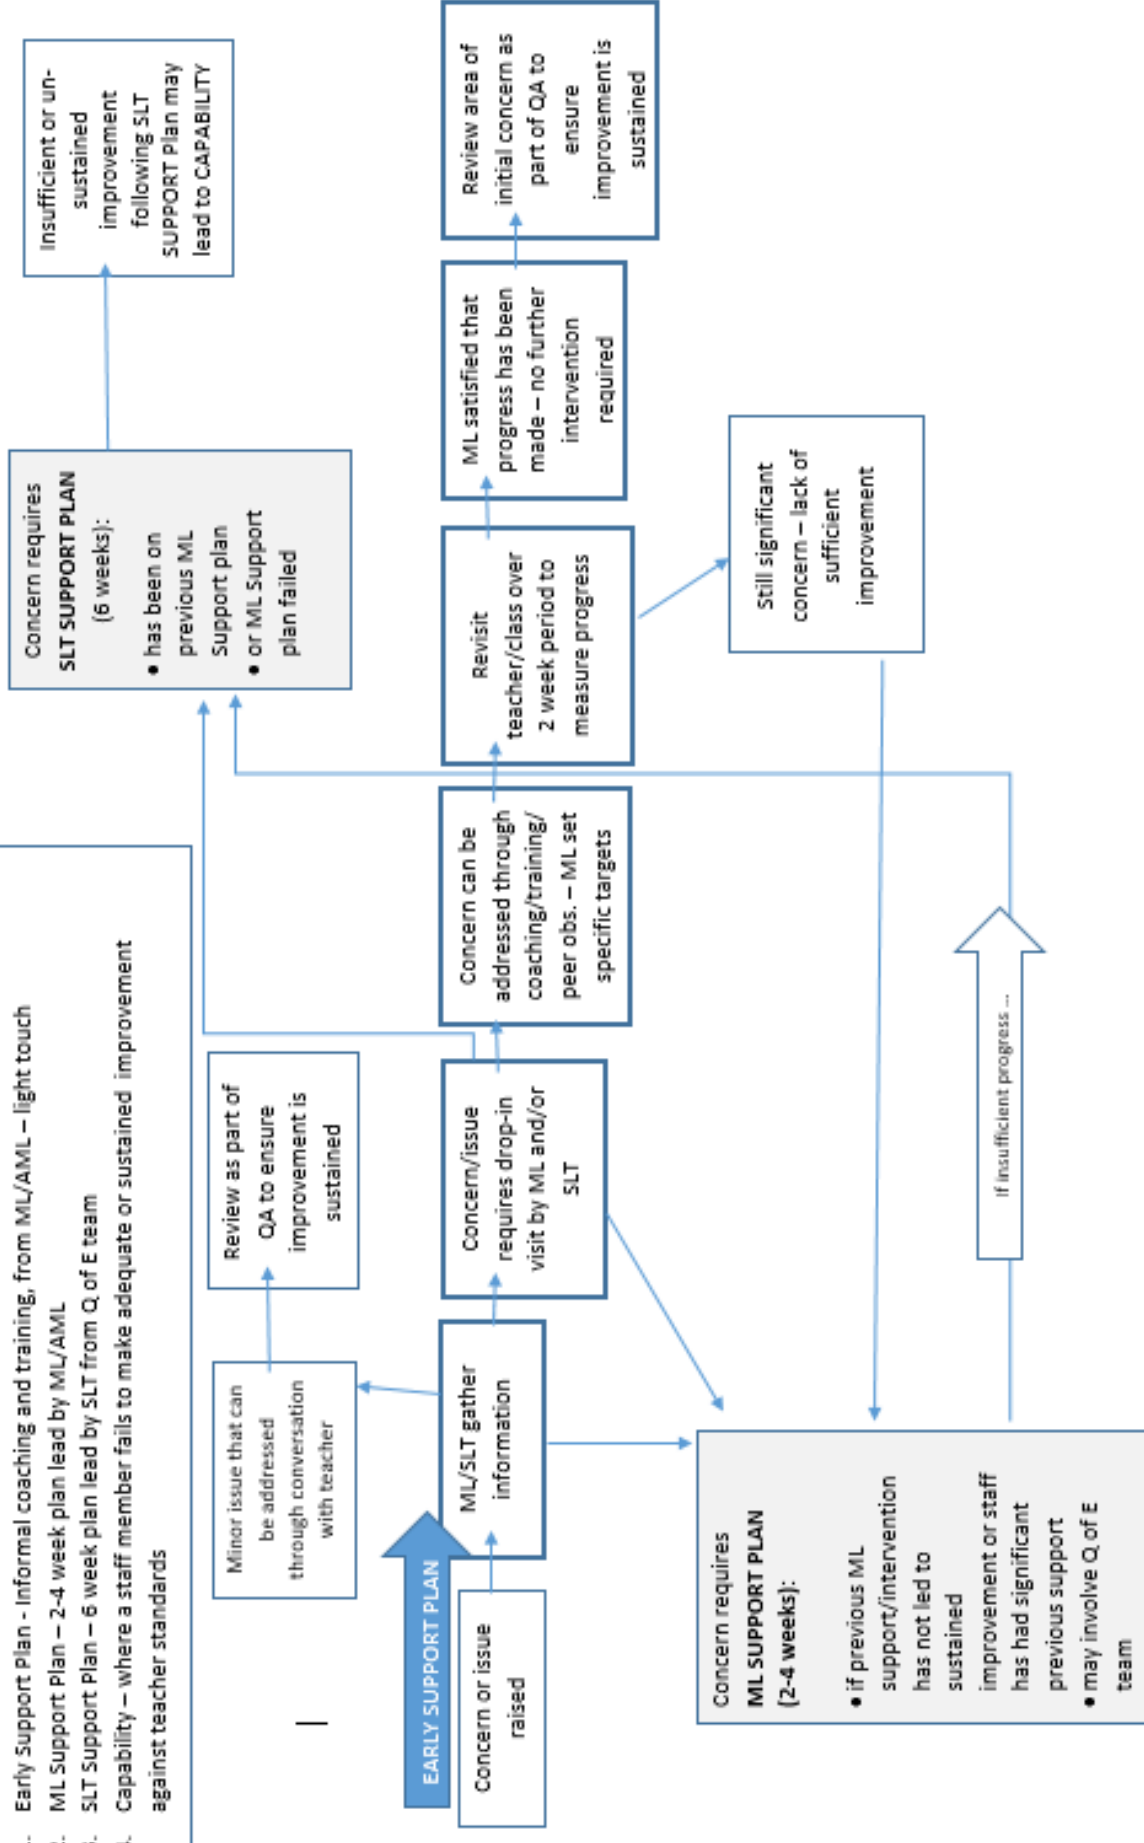 Early Support Plan - Informal coaching and training, from ML/AML – light touch
ML Support Plan – 2-4 week plan lead by ML/AML
SLT Support Plan – 6 week plan lead by SLT from Q of E team
Capability – where a staff member fails to make adequate or sustained improvement
against teacher standards
Minor issue that can
be addressed
through conversation
with teacher
Review as part of
QA to ensure
improvement is
sustained
Concern requires
SLT SUPPORT PLAN
(6 weeks):
• has been on
previous ML
Support plan
• or ML Support
plan failed
Insufficient or un-
sustained
improvement
following SLT
SUPPORT Plan may
lead to CAPABILITY
EARLY SUPPORT PLAN
Concern or issue
raised
ML/SLT gather
information
Concern/issue
requires drop-in
visit by ML and/or
SLT
Concern can be
addressed through
coaching/training/
peer obs. – ML set
specific targets
Revisit
teacher/class over
2 week period to
measure progress
ML satisfied that
progress has been
made – no further
intervention
required
Review area of
initial concern as
part of QA to
ensure
improvement is
sustained
Concern requires
ML SUPPORT PLAN
(2-4 weeks):
• if previous ML
support/intervention
has not led to
sustained
improvement or staff
has had significant
previous support
• may involve Q of E
team
If insufficient progress ...
Still significant
concern – lack of
sufficient
improvement